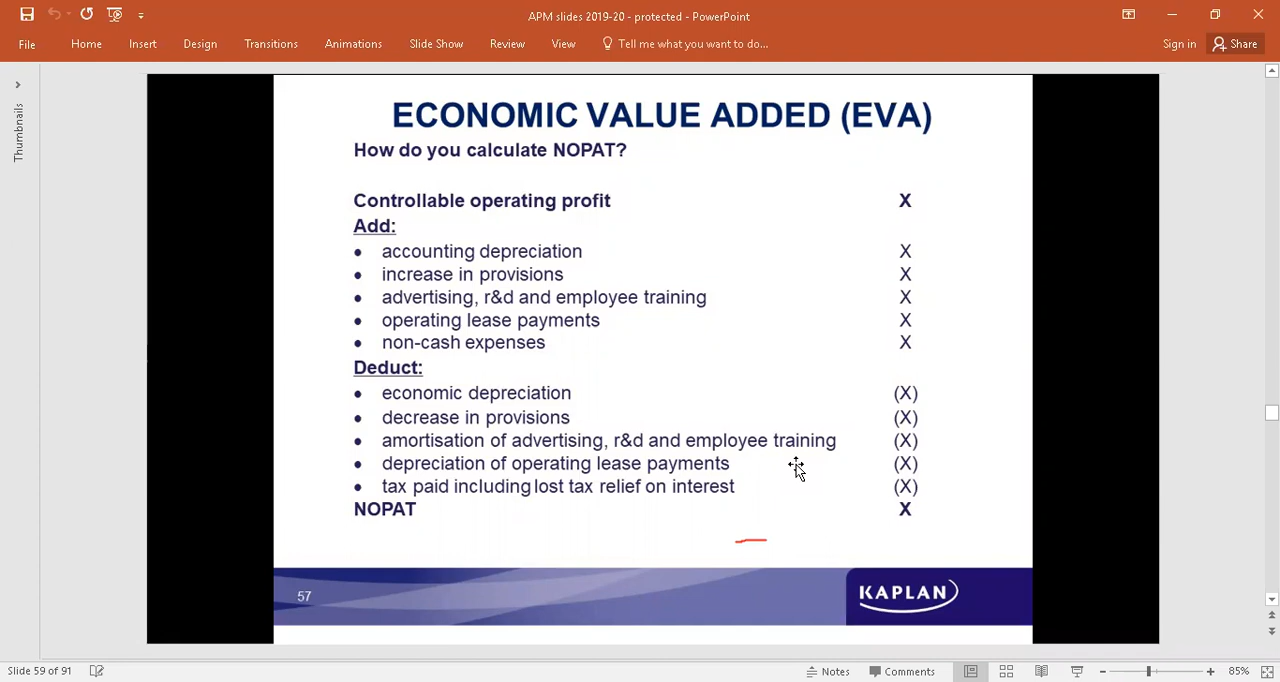 APM slides 2019-20 - protected - PowerPoint
File Home Insert Design Transitions Animations Slide Show Review View Tell me what you want to do... Sign in Share
Thumbnails
ECONOMIC VALUE ADDED (EVA)
How do you calculate NOPAT?
Controllable operating profit X
Add:
• accounting depreciation X
• increase in provisions X
• advertising, r&d and employee training X
• operating lease payments X
• non-cash expenses X
Deduct:
• economic depreciation (X)
• decrease in provisions (X)
• amortisation of advertising, r&d and employee training (X)
• depreciation of operating lease payments (X)
• tax paid including lost tax relief on interest (X)
NOPAT X
57 KAPLAN
Slide 59 of 91 Notes Comments 85%